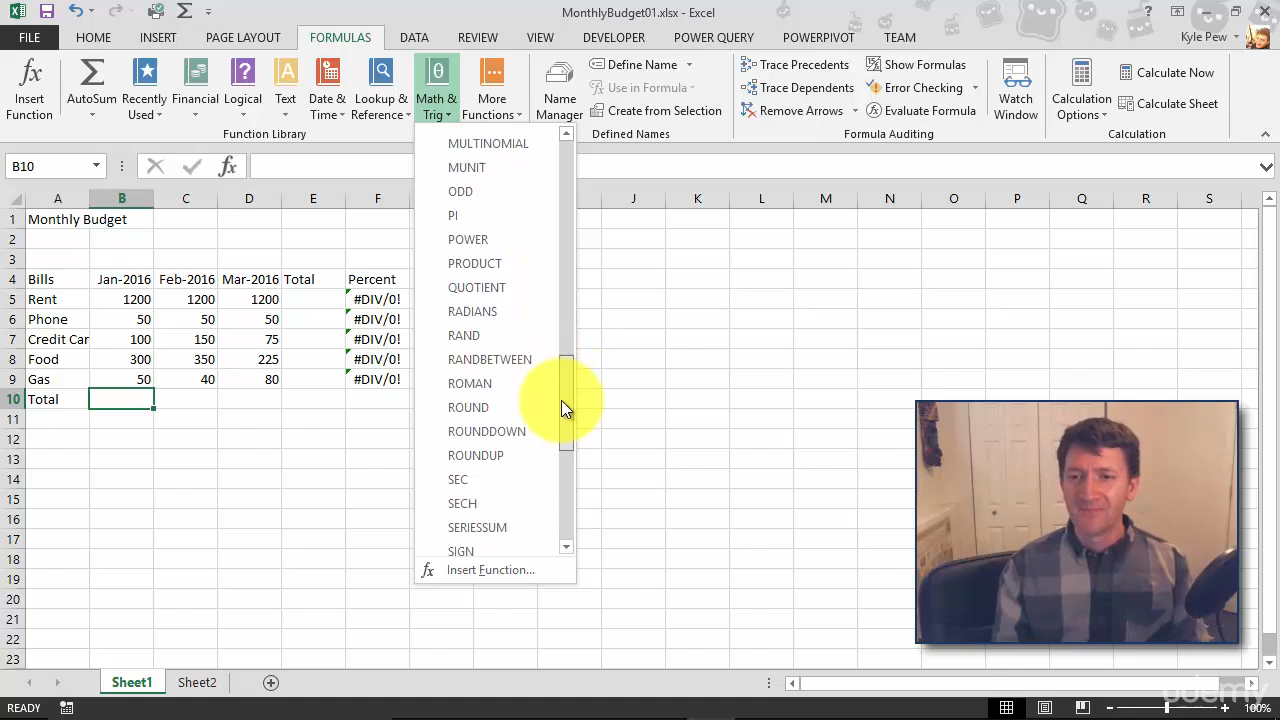 MonthlyBudget01.xlsx - Excel
FILE HOME INSERT PAGE LAYOUT FORMULAS DATA REVIEW VIEW DEVELOPER POWER QUERY POWERPIVOT TEAM Kyle Pew
Insert Function
AutoSum
Recently Used
Financial
Logical
Text
Date & Time
Lookup & Reference
Math & Trig
More Functions
Function Library
Name Manager
Define Name
Use in Formula
Create from Selection
Defined Names
Trace Precedents
Trace Dependents
Remove Arrows
Show Formulas
Error Checking
Evaluate Formula
Formula Auditing
Watch Window
Calculation Options
Calculate Now
Calculate Sheet
Calculation
B10 fx
A B C D E F J K L M N O P Q R S
1 Monthly Budget
2
3
4 Bills Jan-2016 Feb-2016 Mar-2016 Total Percent
5 Rent 1200 1200 1200 #DIV/0!
6 Phone 50 50 50 #DIV/0!
7 Credit Car 100 150 75 #DIV/0!
8 Food 300 350 225 #DIV/0!
9 Gas 50 40 80 #DIV/0!
10 Total
11
12
13
14
15
16
17
18
19
20
21
22
23
MULTINOMIAL
MUNIT
ODD
PI
POWER
PRODUCT
QUOTIENT
RADIANS
RAND
RANDBETWEEN
ROMAN
ROUND
ROUNDDOWN
ROUNDUP
SEC
SECH
SERIESSUM
SIGN
fx Insert Function...
Sheet1 Sheet2
udemy
READY 100%